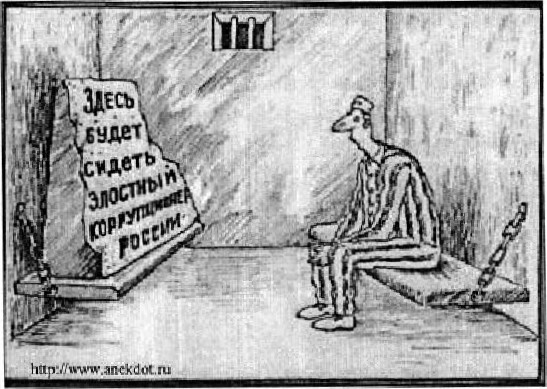 ЗДЕСЬ
БУДЕТ
СИДЕТЬ
ЗЛОСТНЫЙ
КОРРУПЦИОНЕР
РОССИИ.
http://www.anekdot.ru